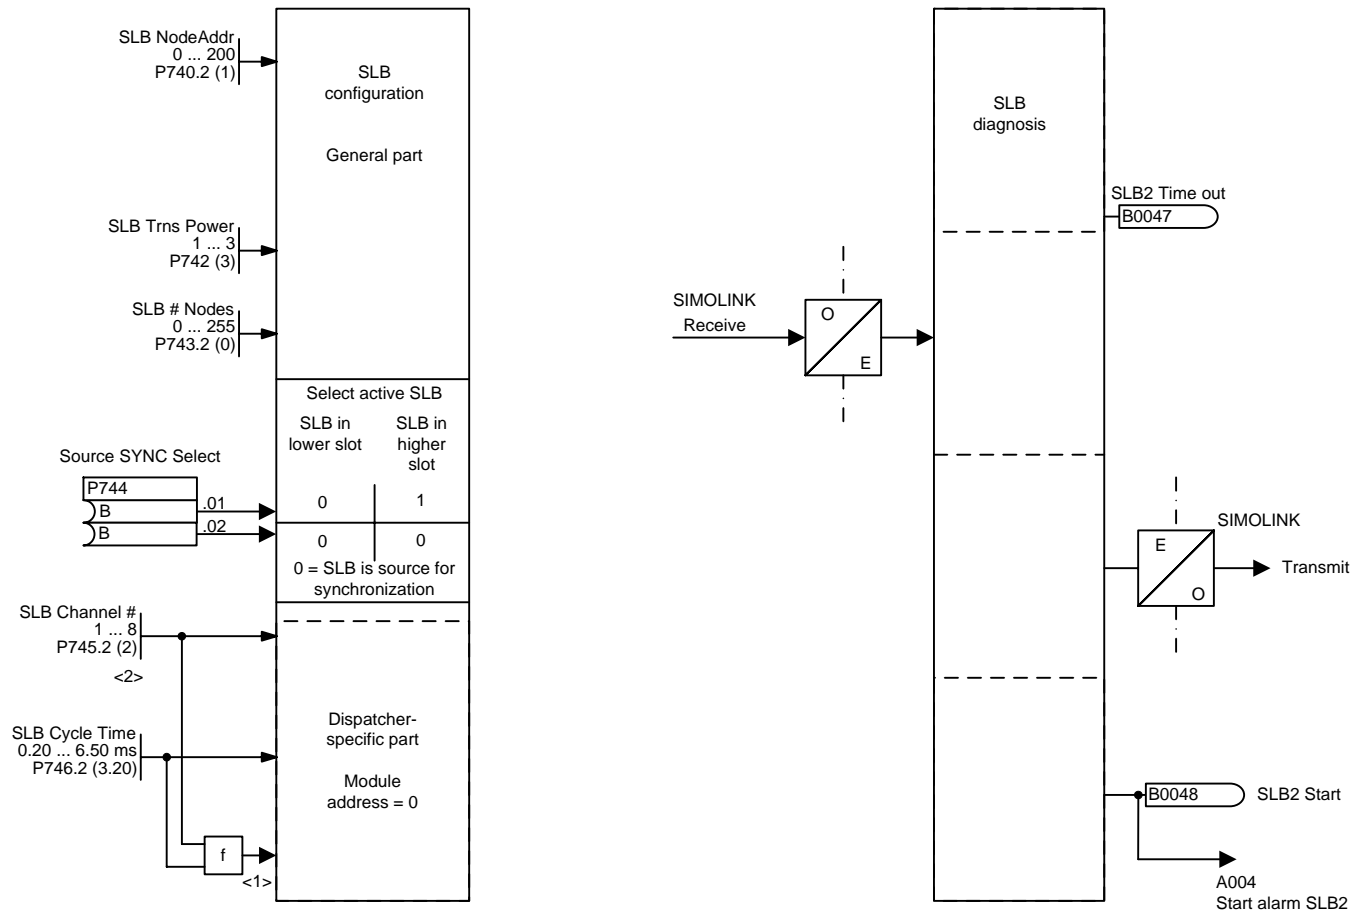 SLB NodeAddr
0 ... 200
P740.2 (1)
SLB
configuration
General part
SLB Trns Power
1 ... 3
P742 (3)
SLB # Nodes
0 ... 255
P743.2 (0)
Select active SLB
SLB in
lower slot
SLB in
higher
slot
Source SYNC Select
P744
B
.01
0
1
B
.02
0
0
0 = SLB is source for
synchronization
SLB Channel #
1 ... 8
P745.2 (2)
<2>
SLB Cycle Time
0.20 ... 6.50 ms
P746.2 (3.20)
Dispatcher-
specific part
Module
address = 0
f
<1>
SLB
diagnosis
SLB2 Time out
B0047
SIMOLINK
Receive
O
E
SIMOLINK
E
O
Transmit
B0048
SLB2 Start
A004
Start alarm SLB2